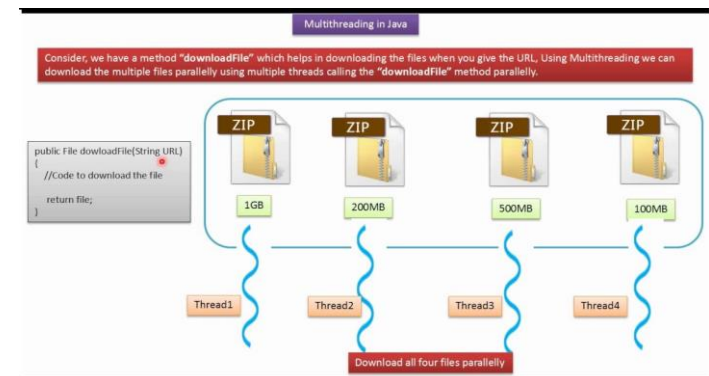 Multithreading in Java
Consider, we have a method “downloadFile” which helps in downloading the files when you give the URL, Using Multithreading we can
download the multiple files parallelly using multiple threads calling the “downloadFile” method parallelly.
public File dowloadFile(String URL)
{
//Code to download the file
return file;
}
ZIP
ZIP
ZIP
ZIP
1GB
200MB
500MB
100MB
Thread1
Thread2
Thread3
Thread4
Download all four files parallelly